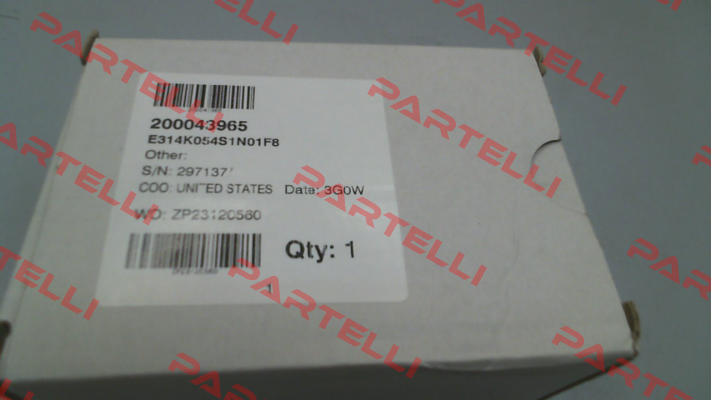 PARTELLI
PARTELLI
200043965
E314K054S1N01F8
Other:
PARTELLI
S/N: 297137
COO: UNITED STATES Date: 3G0W
WO: ZP23120560
Qty: 1
1
PARTELLI
PARTELLI
PARTELLI
PARTELLI
PARTELLI